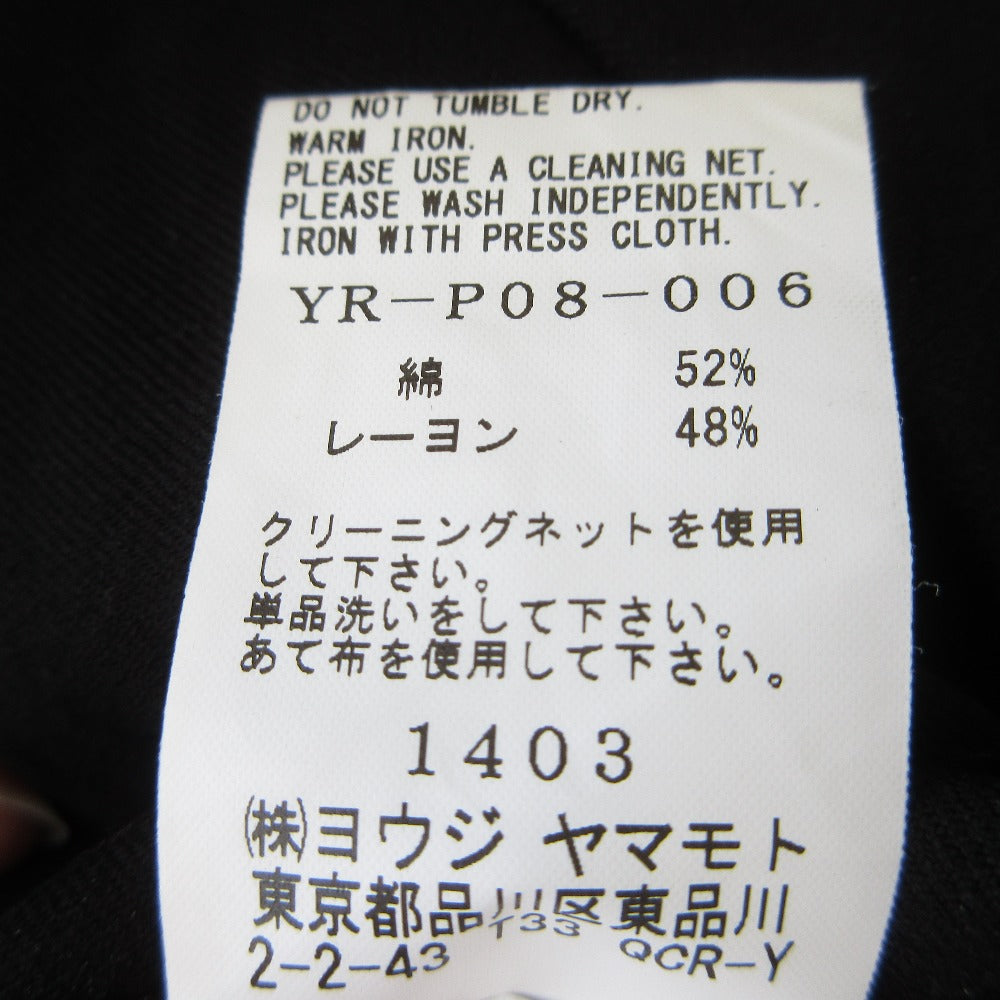 DO NOT TUMBLE DRY.
WARM IRON.
PLEASE USE A CLEANING NET.
PLEASE WASH INDEPENDENTLY.
IRON WITH PRESS CLOTH.
YR-P08-006
綿 52%
レーヨン 48%
クリーニングネットを使用
して下さい。
単品洗いをして下さい。
あて布を使用して下さい。
1403
(株)ヨウジ ヤマモト
東京都品川区東品川
2-2-43 QCR-Y